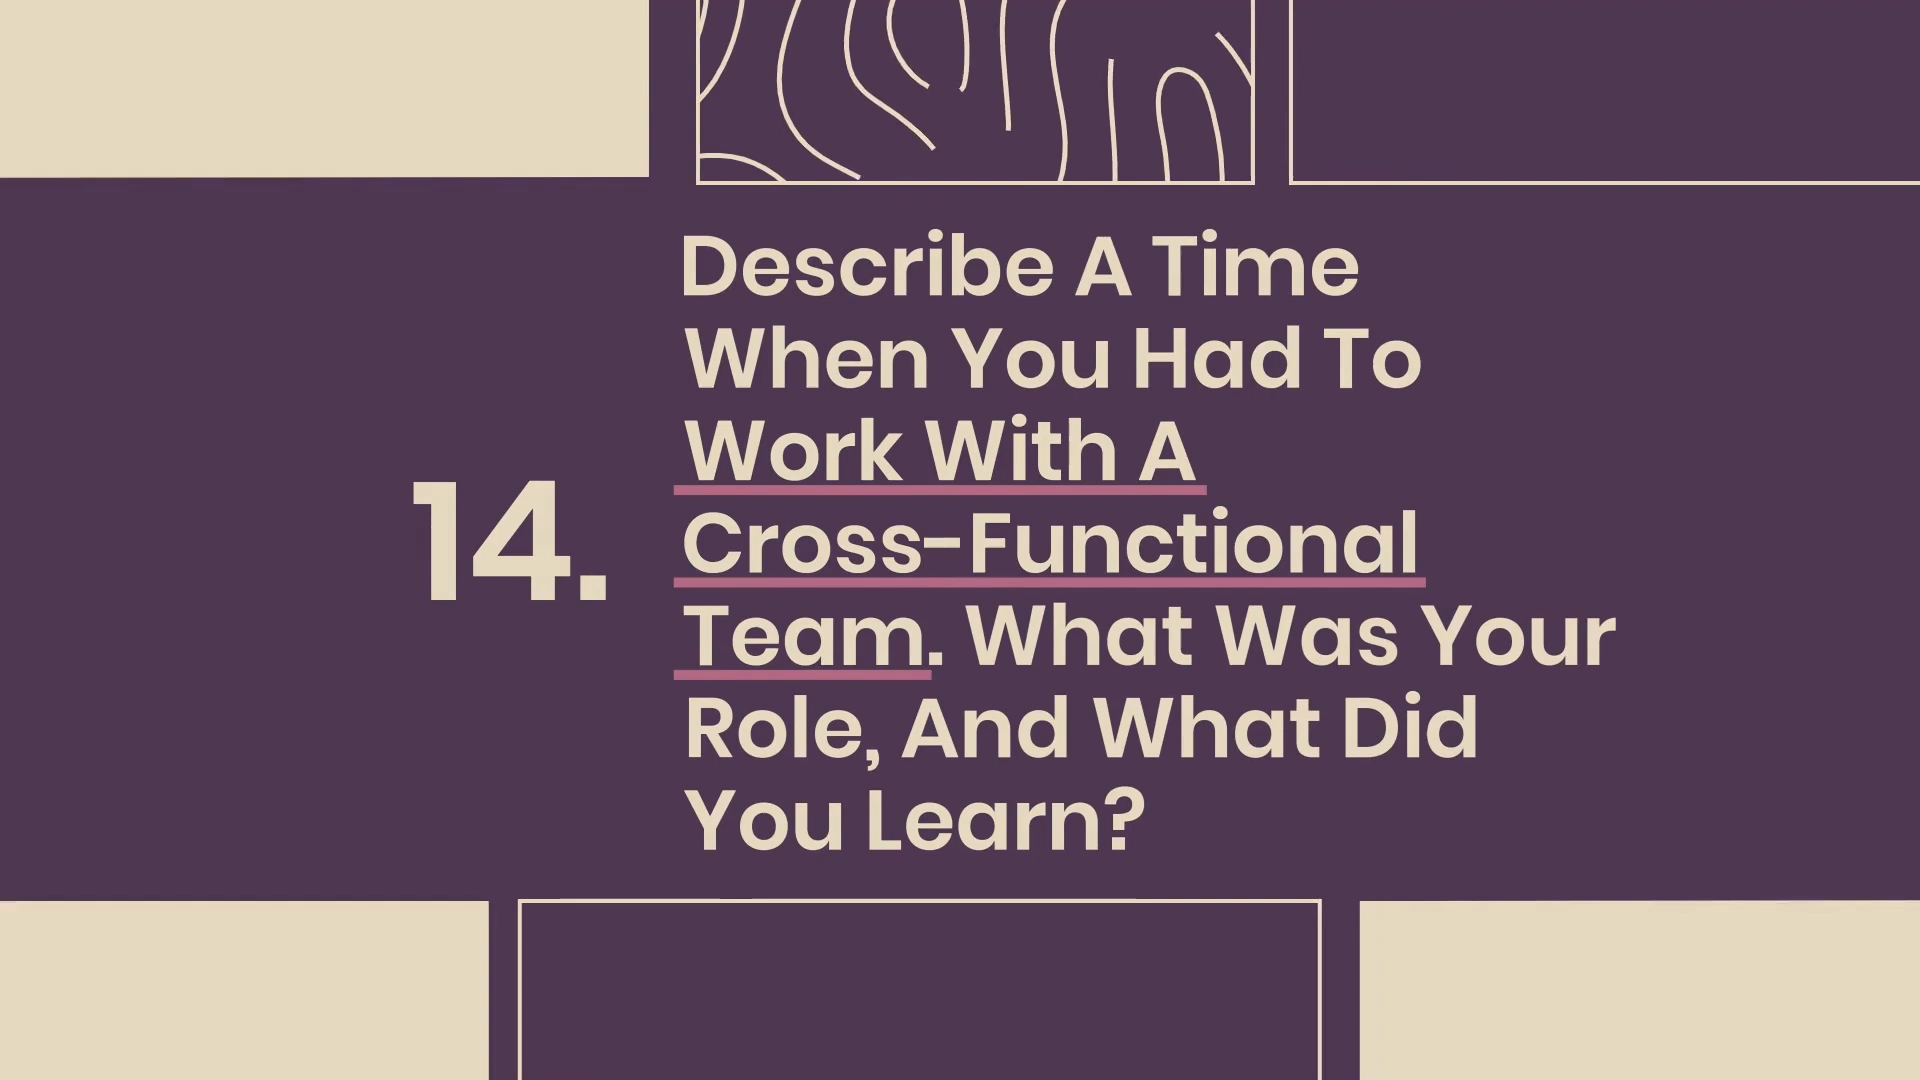 14.
Describe A Time
When You Had To
Work With A
Cross-Functional
Team. What Was Your
Role, And What Did
You Learn?